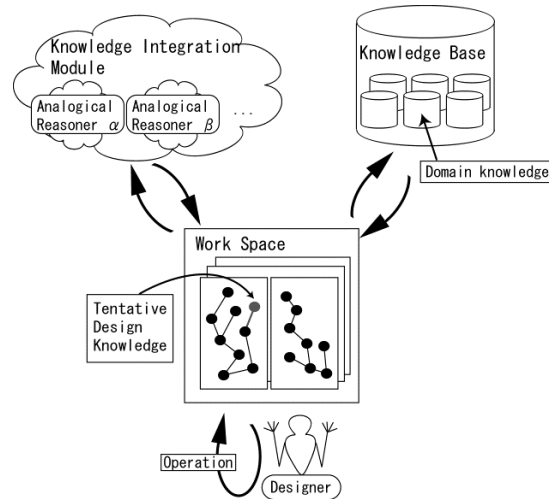 Knowledge Integration
Module
Analogical
Reasoner α
Analogical
Reasoner β
...
Knowledge Base
Domain knowledge
Work Space
Tentative
Design
Knowledge
Operation
Designer